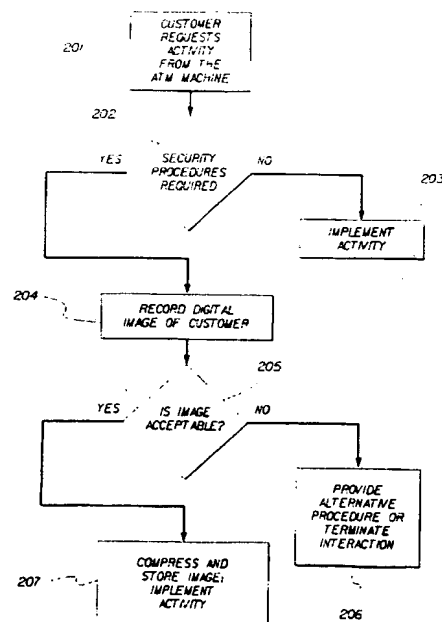 201
CUSTOMER
REQUESTS
ACTIVITY
FROM THE
ATM MACHINE
202
YES
SECURITY
PROCEDURES
REQUIRED
NO
203
IMPLEMENT
ACTIVITY
204
RECORD DIGITAL
IMAGE OF CUSTOMER
205
YES
IS IMAGE
ACCEPTABLE?
NO
PROVIDE
ALTERNATIVE
PROCEDURE OR
TERMINATE
INTERACTION
207
COMPRESS AND
STORE IMAGE;
IMPLEMENT
ACTIVITY
206